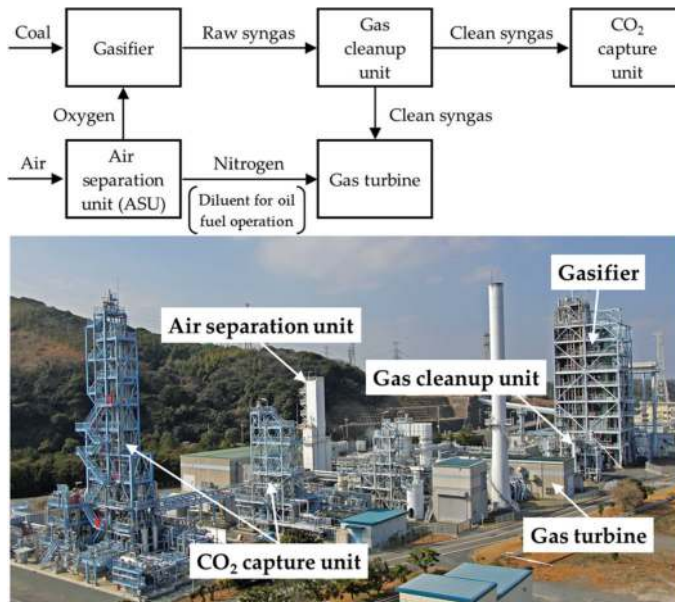 Coal
Gasifier
Raw syngas
Gas
cleanup
unit
Clean syngas
CO₂
capture
unit
Oxygen
Clean syngas
Air
Air
separation
unit (ASU)
Nitrogen
Diluent for oil
fuel operation
Gas turbine
Gasifier
Air separation unit
Gas cleanup unit
CO₂ capture unit
Gas turbine